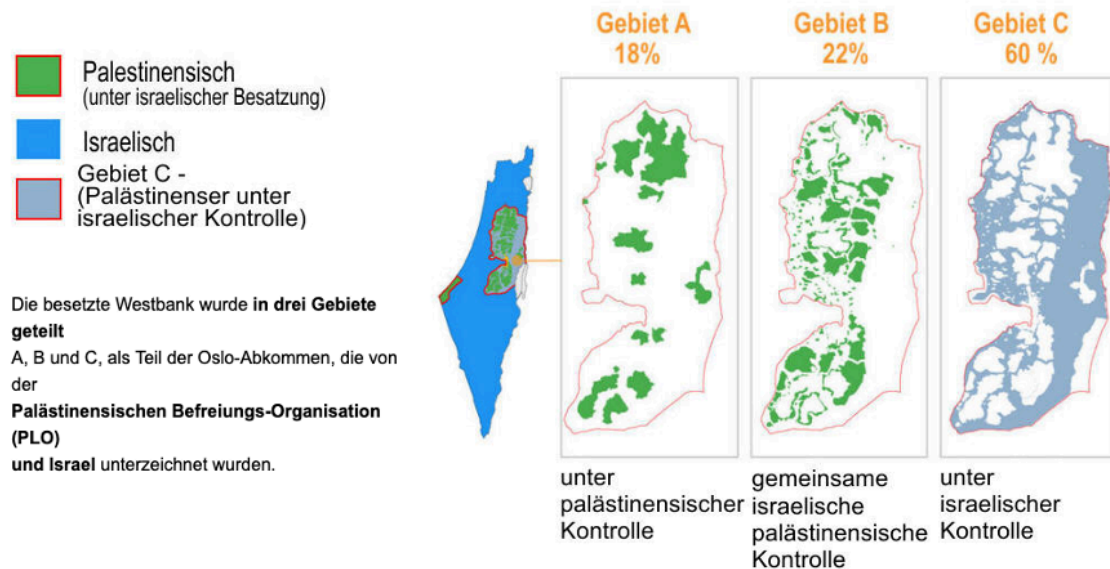 Palestinensisch
(unter israelischer Besatzung)
Israelisch
Gebiet C -
(Palästinenser unter
israelischer Kontrolle)
Die besetzte Westbank wurde in drei Gebiete
geteilt
A, B und C, als Teil der Oslo-Abkommen, die von
der
Palästinensischen Befreiungs-Organisation
(PLO)
und Israel unterzeichnet wurden.
Gebiet A
18%
unter
palästinensischer
Kontrolle
Gebiet B
22%
gemeinsame
israelische
palästinensische
Kontrolle
Gebiet C
60 %
unter
israelischer
Kontrolle